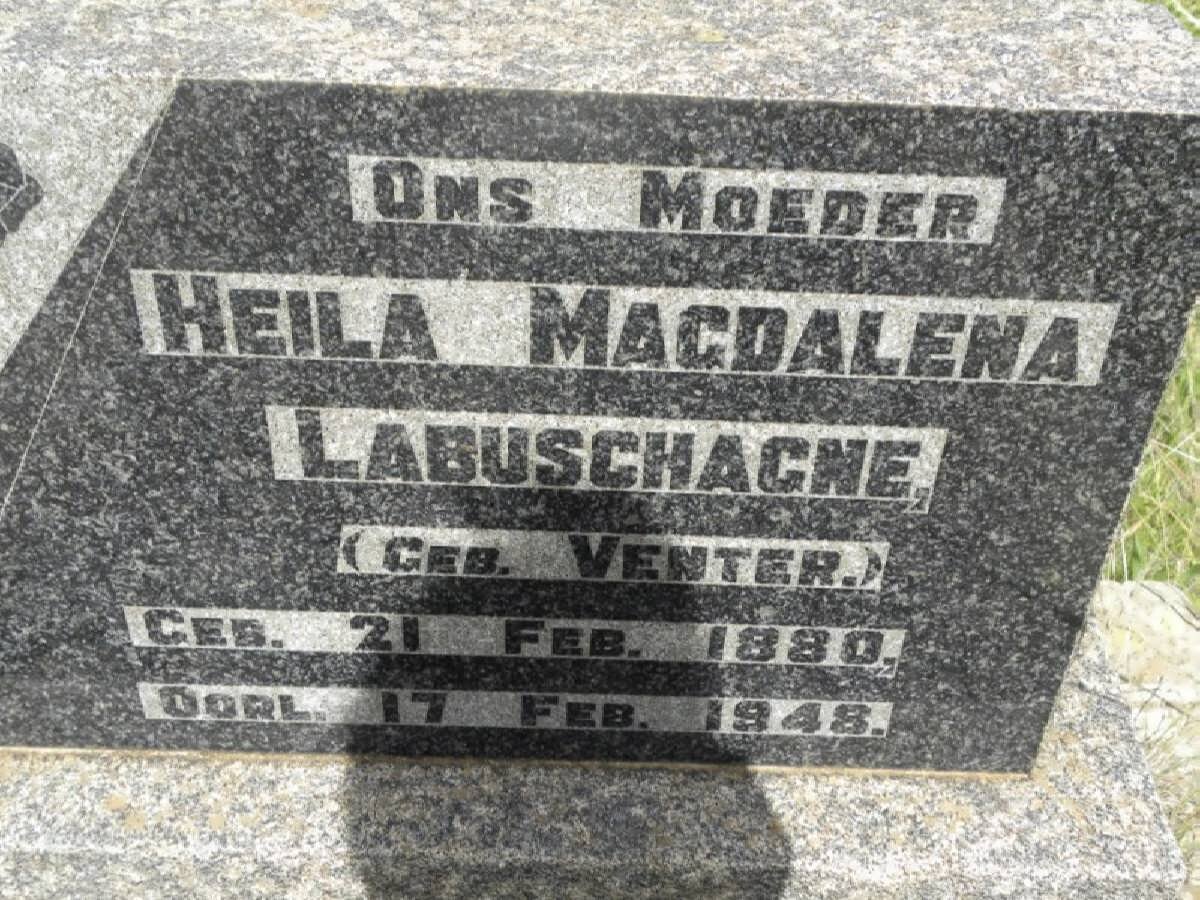 ONS MOEDER
HEILA MAGDALENA
LABUSCHAGNE,
(GEB. VENTER.)
GEB. 21 FEB. 1880,
OORL. 17 FEB. 1948.